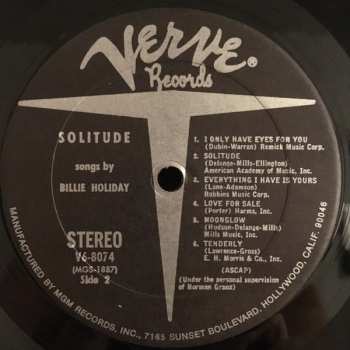 VERVE®
Records
SOLITUDE
songs by
BILLIE HOLIDAY
STEREO
V6-8074
(MGS-1887)
Side 2
1. I ONLY HAVE EYES FOR YOU
(Dubin-Warren) Remick Music Corp.
2. SOLITUDE
(Delange-Mills-Ellington)
American Academy of Music, Inc.
3. EVERYTHING I HAVE IS YOURS
(Lane-Adamson)
Robbins Music Corp.
4. LOVE FOR SALE
(Porter) Harms, Inc.
5. MOONGLOW
(Hudson-Delange-Mills)
Mills Music, Inc.
6. TENDERLY
(Lawrence-Gross)
E. H. Morris & Co., Inc.
(ASCAP)
(Under the personal supervision
of Norman Granz)
MANUFACTURED BY MGM RECORDS, INC., 7165 SUNSET BOULEVARD, HOLLYWOOD, CALIF. 90046